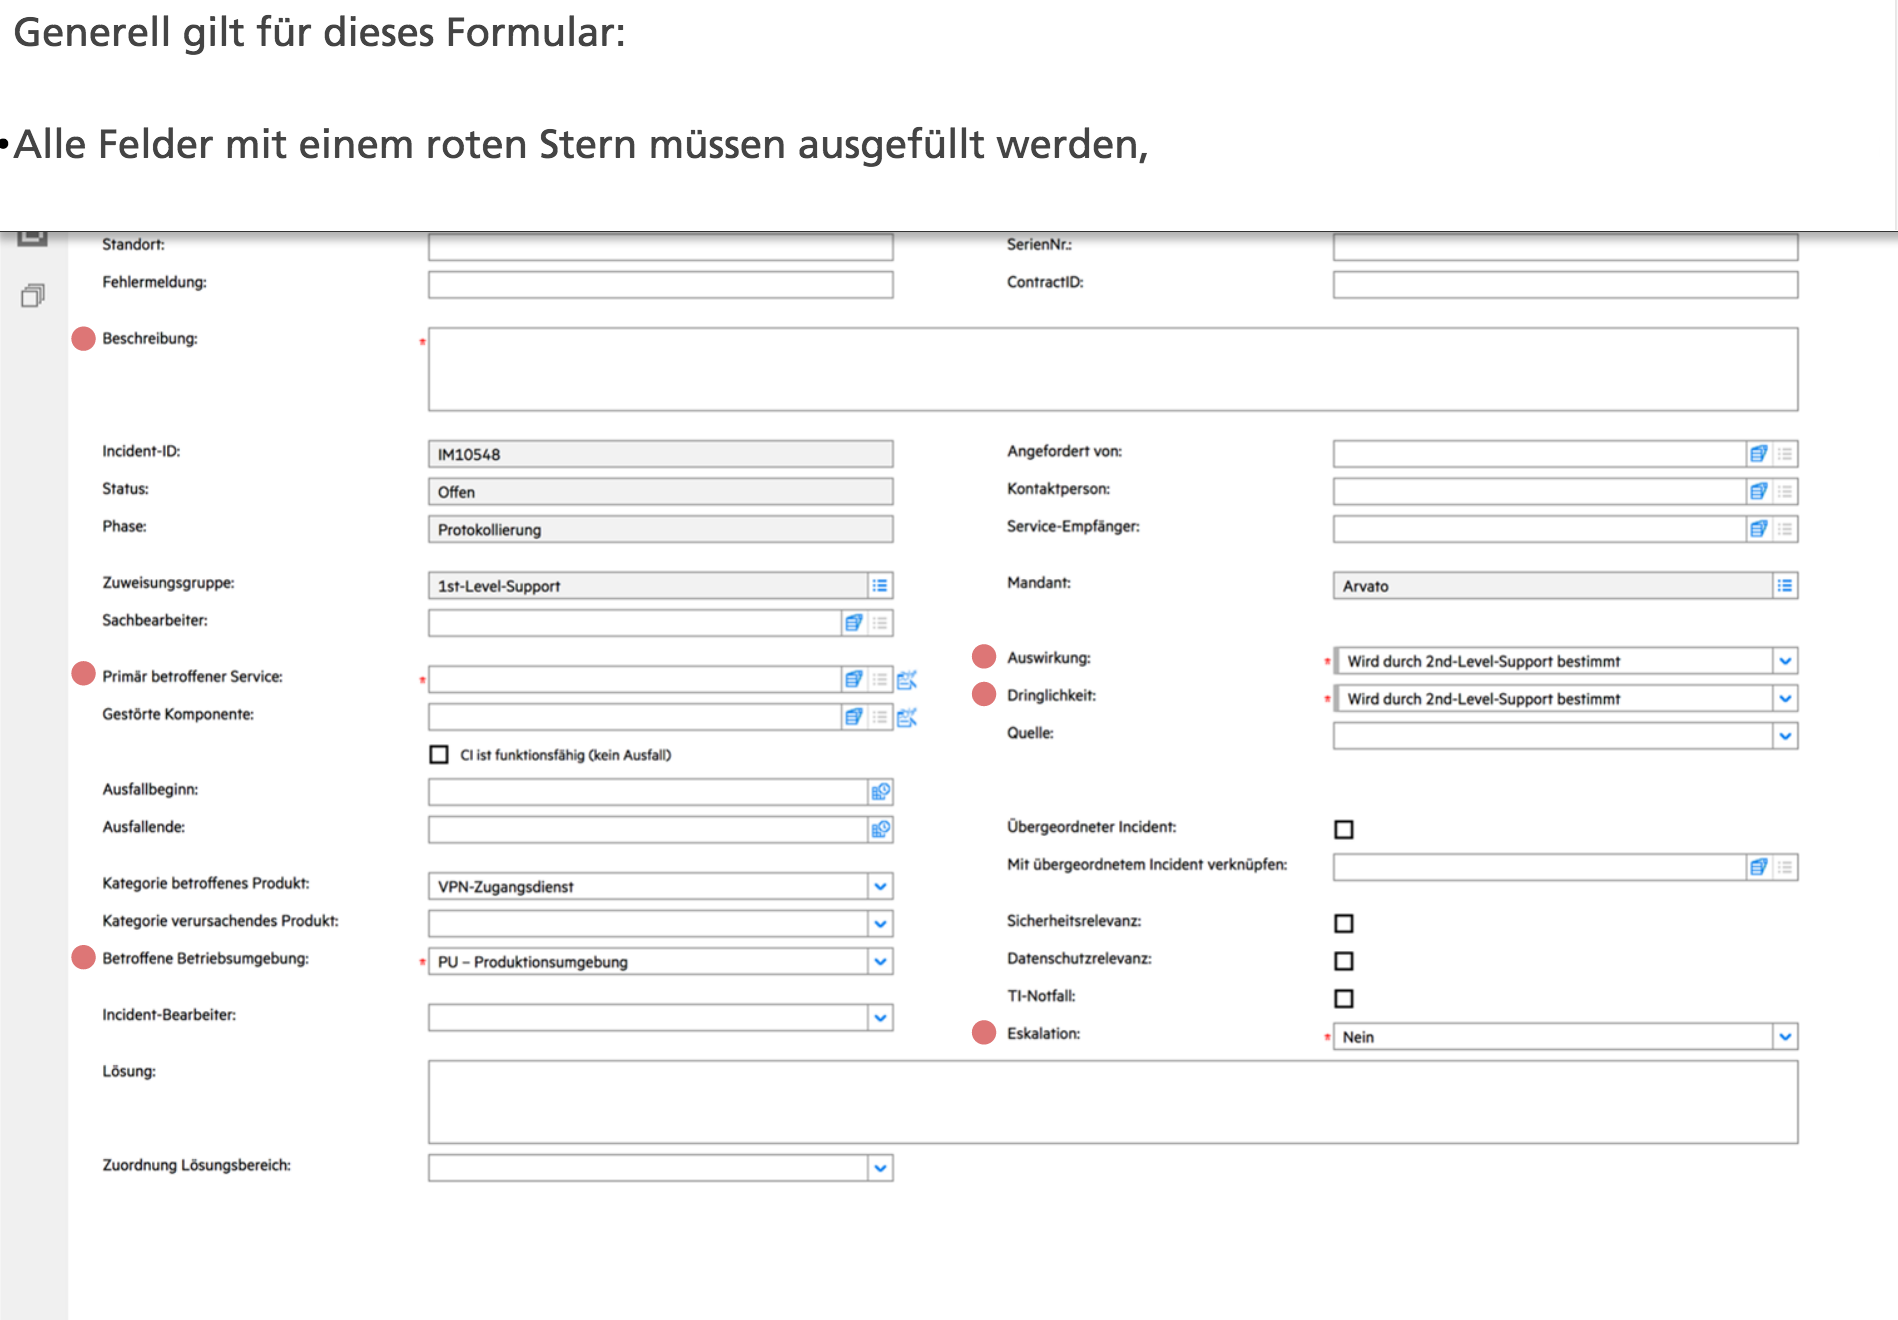 Generell gilt für dieses Formular:
•Alle Felder mit einem roten Stern müssen ausgefüllt werden,
Standort:
SerienNr.:
Fehlermeldung:
ContractID:
Beschreibung: *
Incident-ID: IM10548
Angefordert von:
Status: Offen
Kontaktperson:
Phase: Protokollierung
Service-Empfänger:
Zuweisungsgruppe: 1st-Level-Support
Mandant: Arvato
Sachbearbeiter:
Auswirkung: * Wird durch 2nd-Level-Support bestimmt
Primär betroffener Service: *
Dringlichkeit: * Wird durch 2nd-Level-Support bestimmt
Gestörte Komponente:
Quelle:
CI ist funktionsfähig (kein Ausfall)
Ausfallbeginn:
Ausfallende:
Übergeordneter Incident:
Mit übergeordnetem Incident verknüpfen:
Kategorie betroffenes Produkt: VPN-Zugangsdienst
Kategorie verursachendes Produkt:
Sicherheitsrelevanz:
Betroffene Betriebsumgebung: * PU – Produktionsumgebung
Datenschutzrelevanz:
TI-Notfall:
Incident-Bearbeiter:
Eskalation: * Nein
Lösung:
Zuordnung Lösungsbereich: